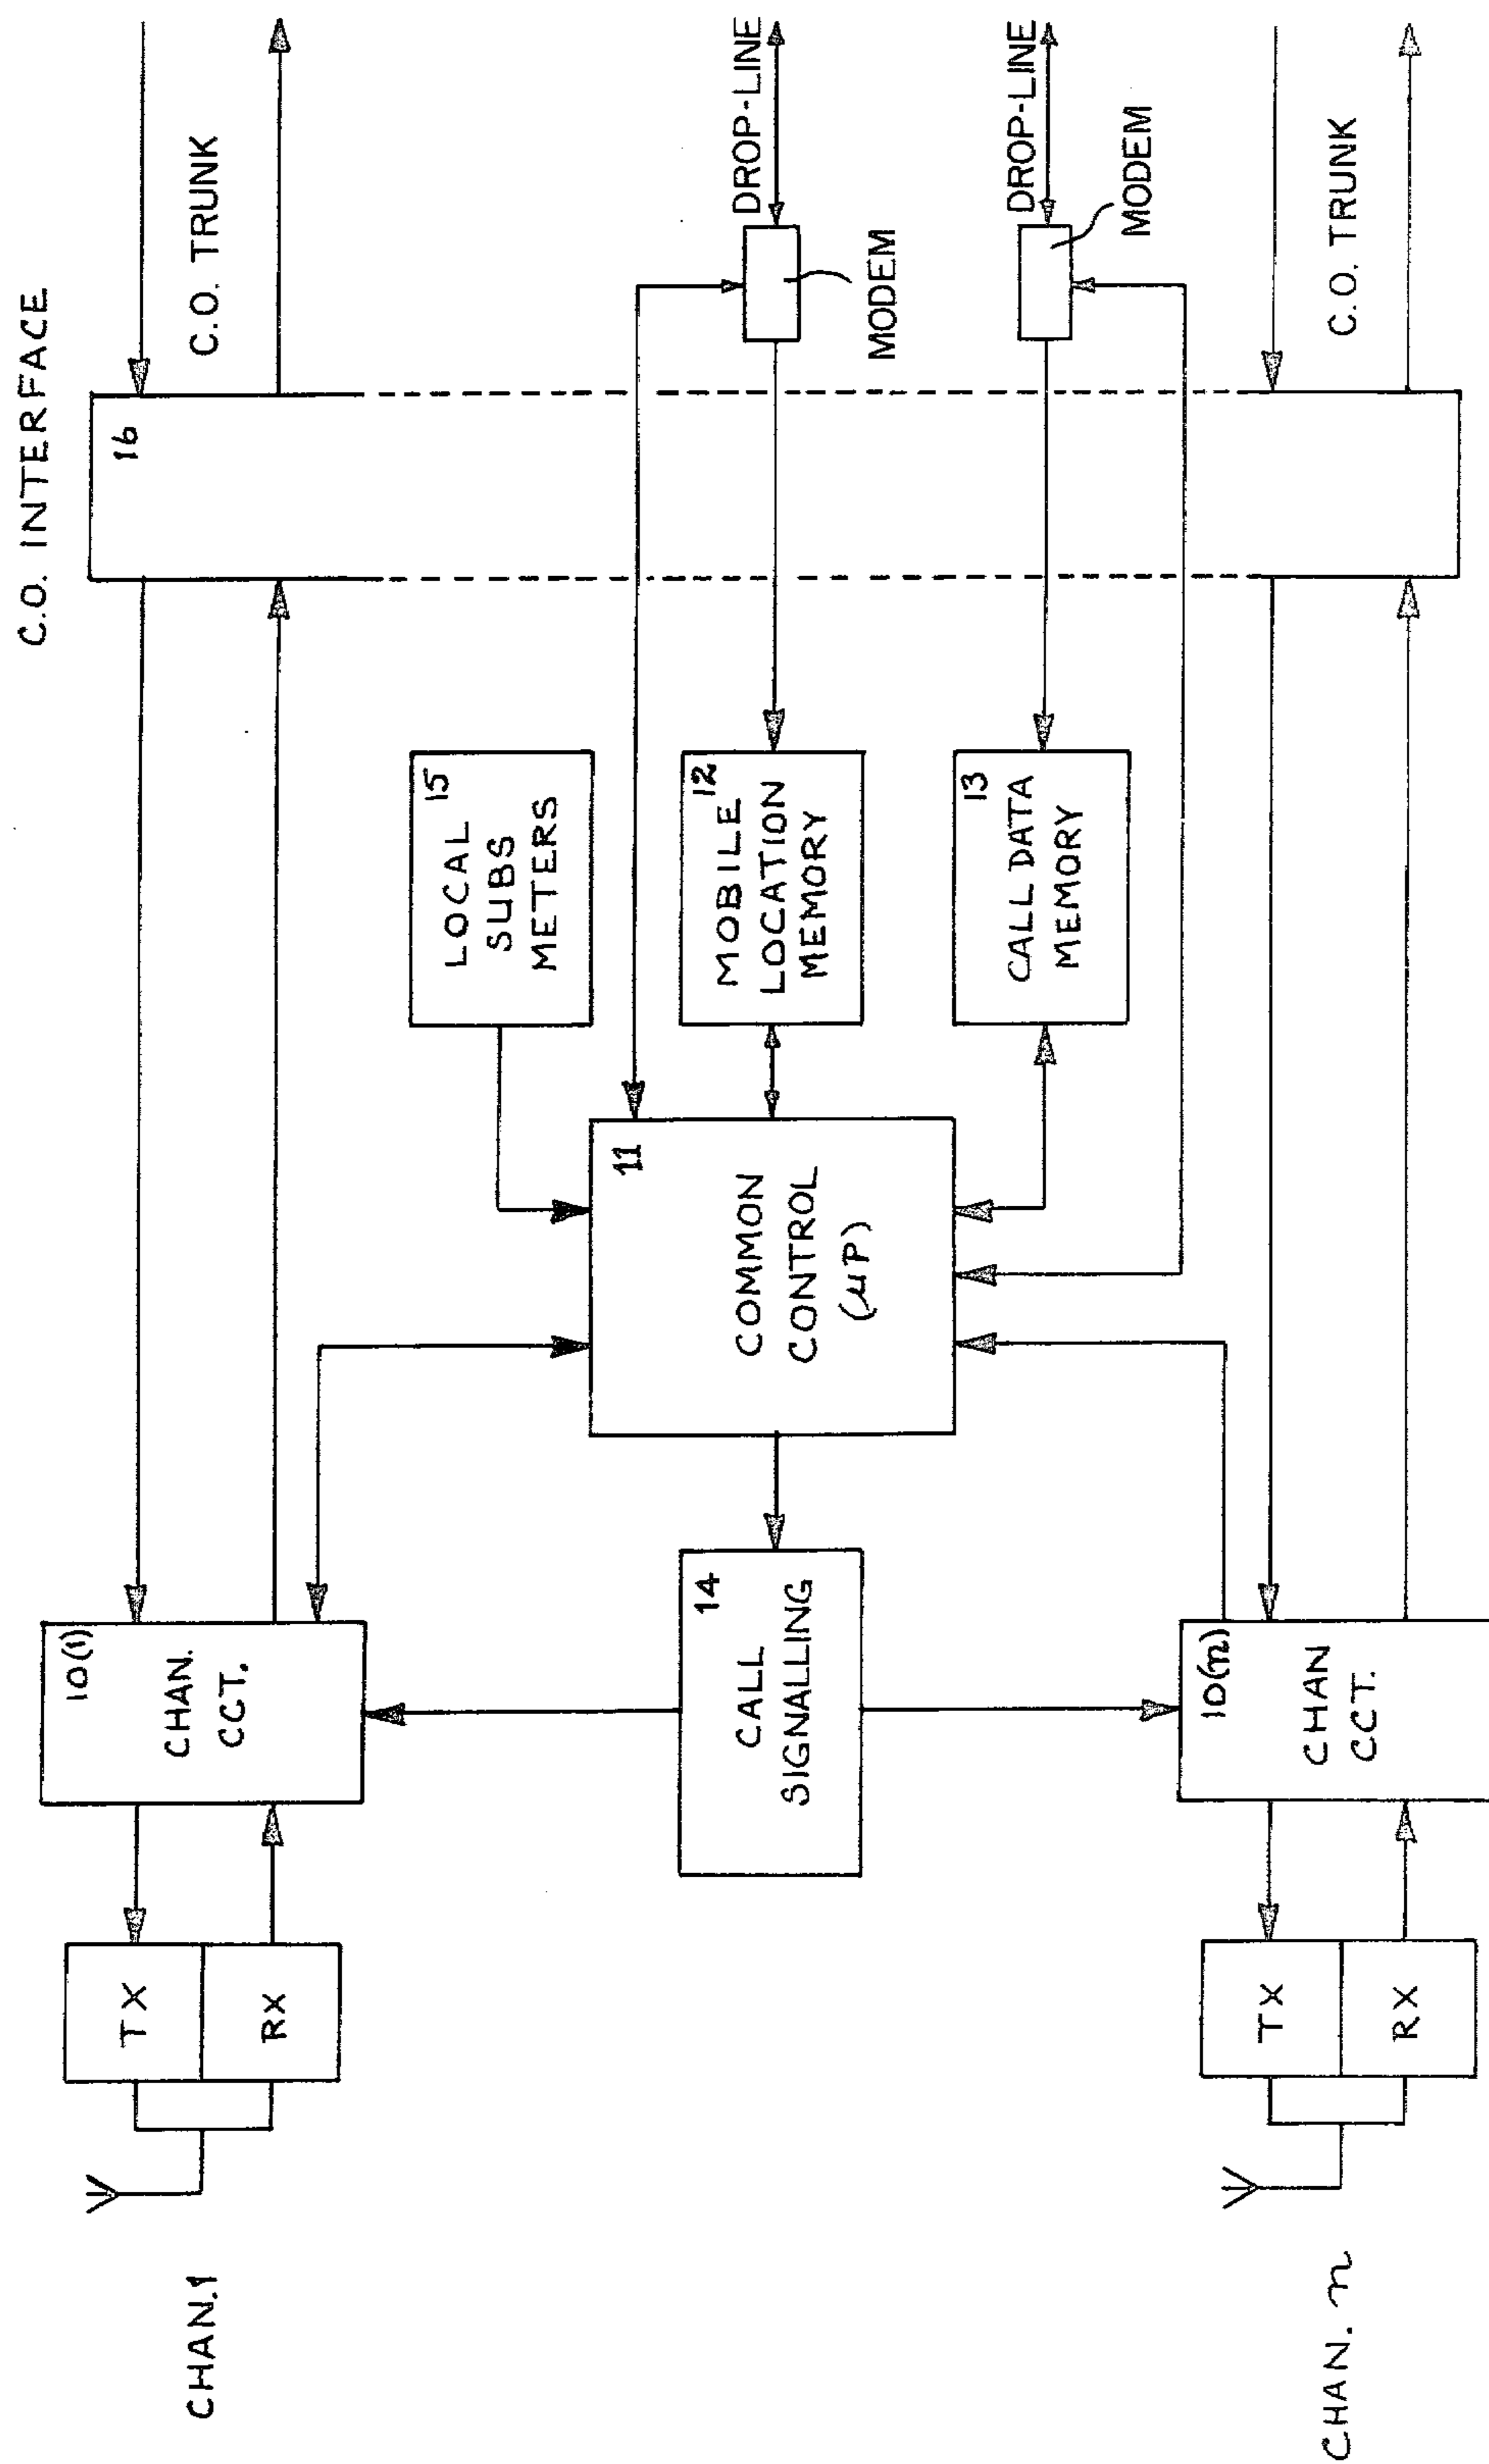 C.O. INTERFACE
CHAN.1
TX
RX
10(1)
CHAN.
CCT.
16
C.O. TRUNK
15
LOCAL
SUBS
METERS
14
CALL
SIGNALLING
11
COMMON
CONTROL
(μP)
12
MOBILE
LOCATION
MEMORY
DROP-LINE
MODEM
13
CALL DATA
MEMORY
DROP-LINE
MODEM
CHAN. n
TX
RX
10(n)
CHAN
CCT.
C.O. TRUNK